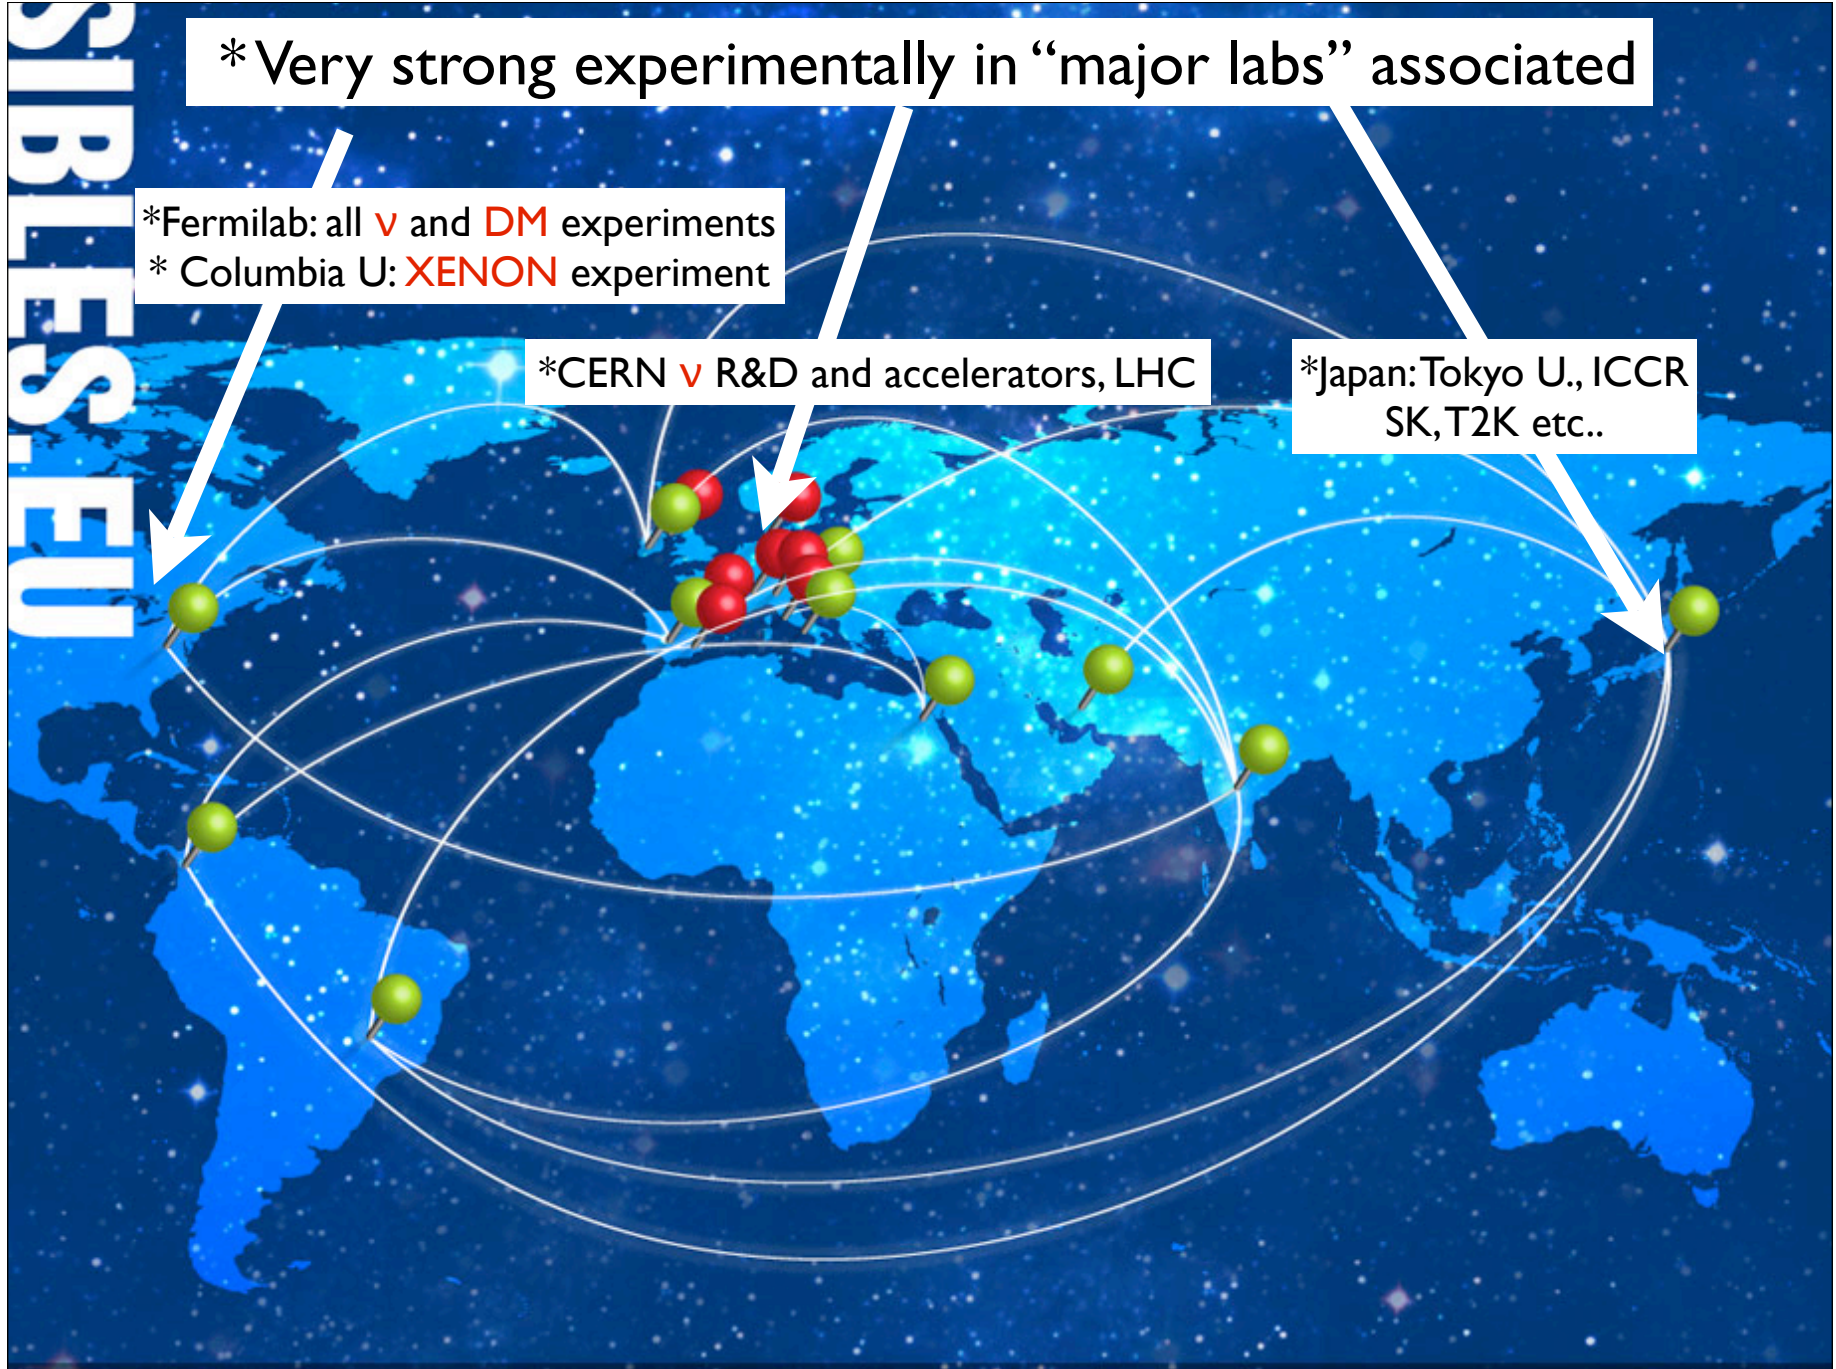 * Very strong experimentally in “major labs” associated
*Fermilab: all ν and DM experiments
* Columbia U: XENON experiment
*CERN ν R&D and accelerators, LHC
*Japan: Tokyo U., ICCR
SK, T2K etc..
SIBLES.EU